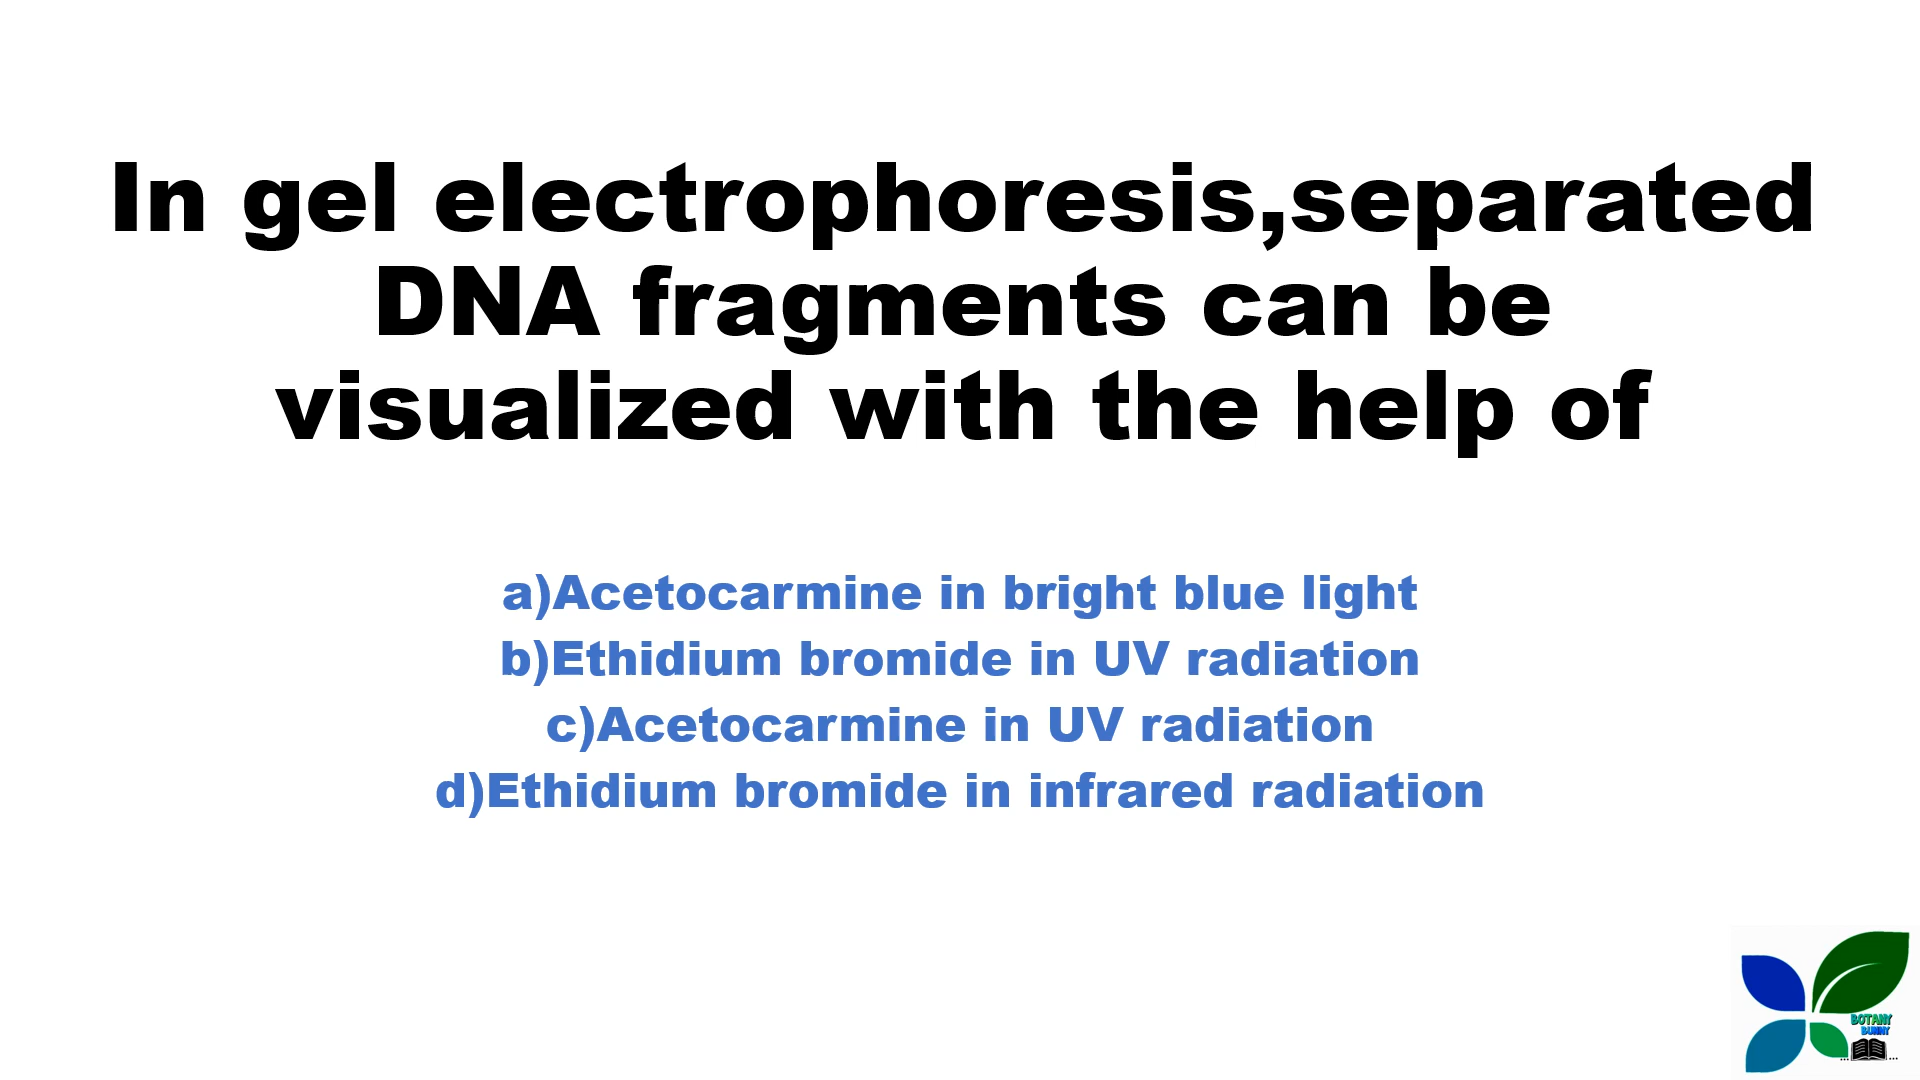 In gel electrophoresis,separated
DNA fragments can be
visualized with the help of
a)Acetocarmine in bright blue light
b)Ethidium bromide in UV radiation
c)Acetocarmine in UV radiation
d)Ethidium bromide in infrared radiation
BOTANY
BUNNY